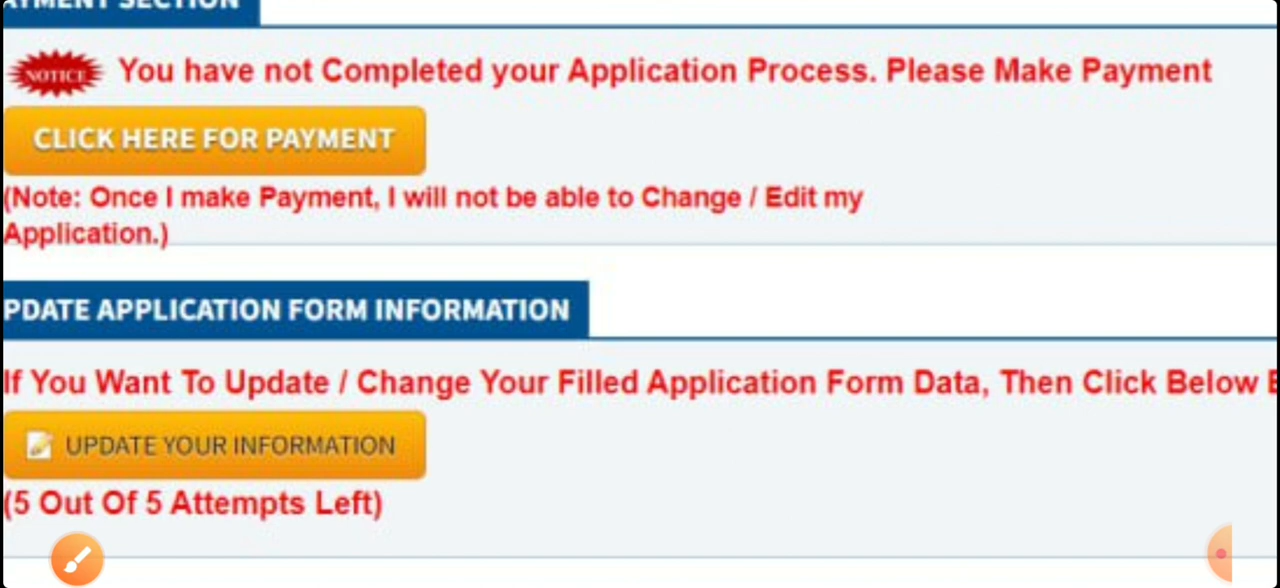 PAYMENT SECTION
NOTICE You have not Completed your Application Process. Please Make Payment
CLICK HERE FOR PAYMENT
(Note: Once I make Payment, I will not be able to Change / Edit my
Application.)
PDATE APPLICATION FORM INFORMATION
If You Want To Update / Change Your Filled Application Form Data, Then Click Below
UPDATE YOUR INFORMATION
(5 Out Of 5 Attempts Left)